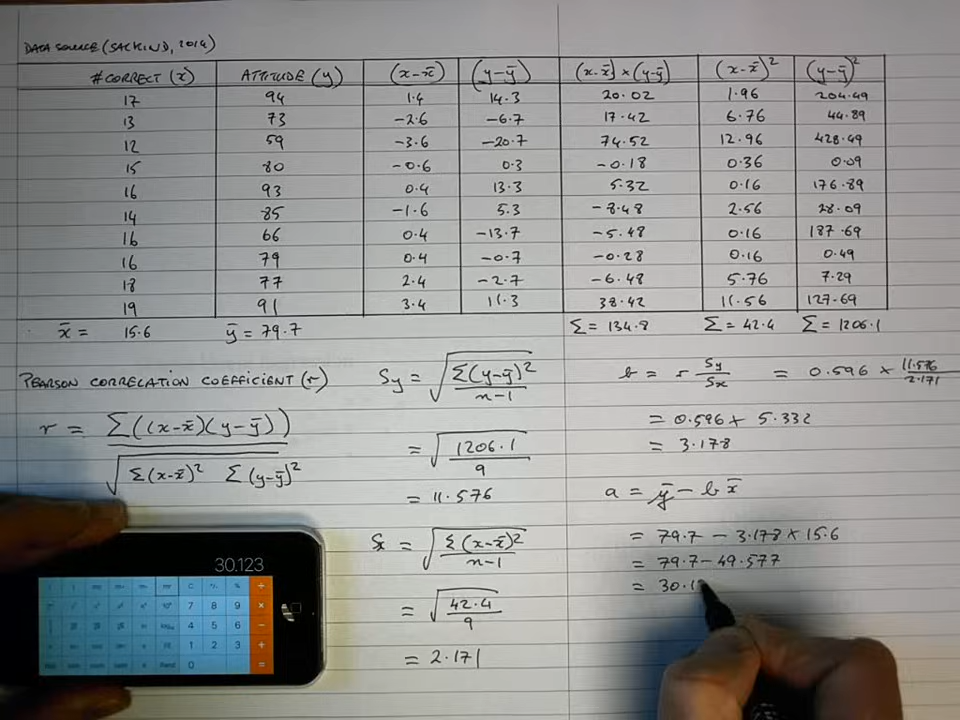 DATA SOURCE (SACKIND, 2014)
#CORRECT (x) ATTITUDE (y) (x-x̄) (y-ȳ) (x-x̄)×(y-ȳ) (x-x̄)² (y-ȳ)²
17 94 1.4 14.3 20.02 1.96 204.49
13 73 -2.6 -6.7 17.42 6.76 44.89
12 59 -3.6 -20.7 74.52 12.96 428.49
15 80 -0.6 0.3 -0.18 0.36 0.09
16 93 0.4 13.3 5.32 0.16 176.89
14 85 -1.6 5.3 -8.48 2.56 28.09
16 66 0.4 -13.7 -5.48 0.16 187.69
16 79 0.4 -0.7 -0.28 0.16 0.49
18 77 2.4 -2.7 -6.48 5.76 7.29
19 91 3.4 11.3 38.42 11.56 127.69
x̄ = 15.6 ȳ = 79.7 Σ = 134.8 Σ = 42.4 Σ = 1206.1
PEARSON CORRELATION COEFFICIENT (r)
r = Σ((x-x̄)(y-ȳ))
√Σ(x-x̄)² Σ(y-ȳ)²
30.123
Sy = √Σ(y-ȳ)²
n-1
= √1206.1
9
= 11.576
Sx = √Σ(x-x̄)²
n-1
= √42.4
9
= 2.171
b = r Sy/Sx = 0.596 × 11.576/2.171
= 0.596 × 5.332
= 3.178
a = ȳ - b x̄
= 79.7 - 3.178 × 15.6
= 79.7 - 49.577
= 30.1